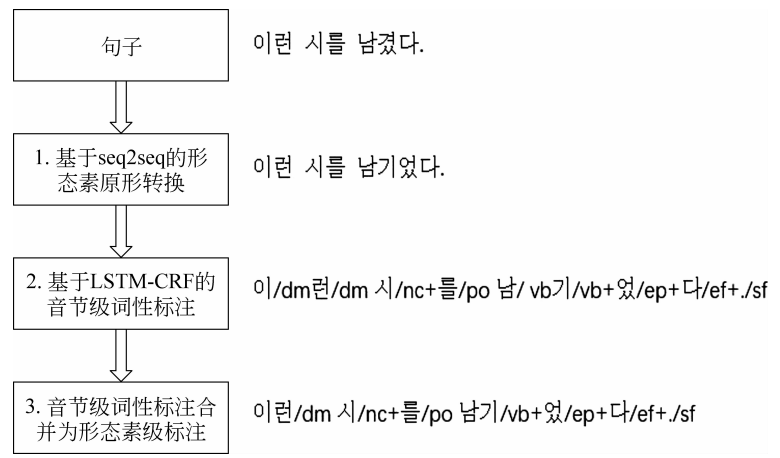 句子
이런 시를 남겼다.
1. 基于seq2seq的形
态素原形转换
이런 시를 남기었다.
2. 基于LSTM-CRF的
音节级词性标注
이/dm런/dm 시/nc+를/po 남/ vb기/vb+었/ep+다/ef+./sf
3. 音节级词性标注合
并为形态素级标注
이런/dm 시/nc+를/po 남기/vb+었/ep+다/ef+./sf